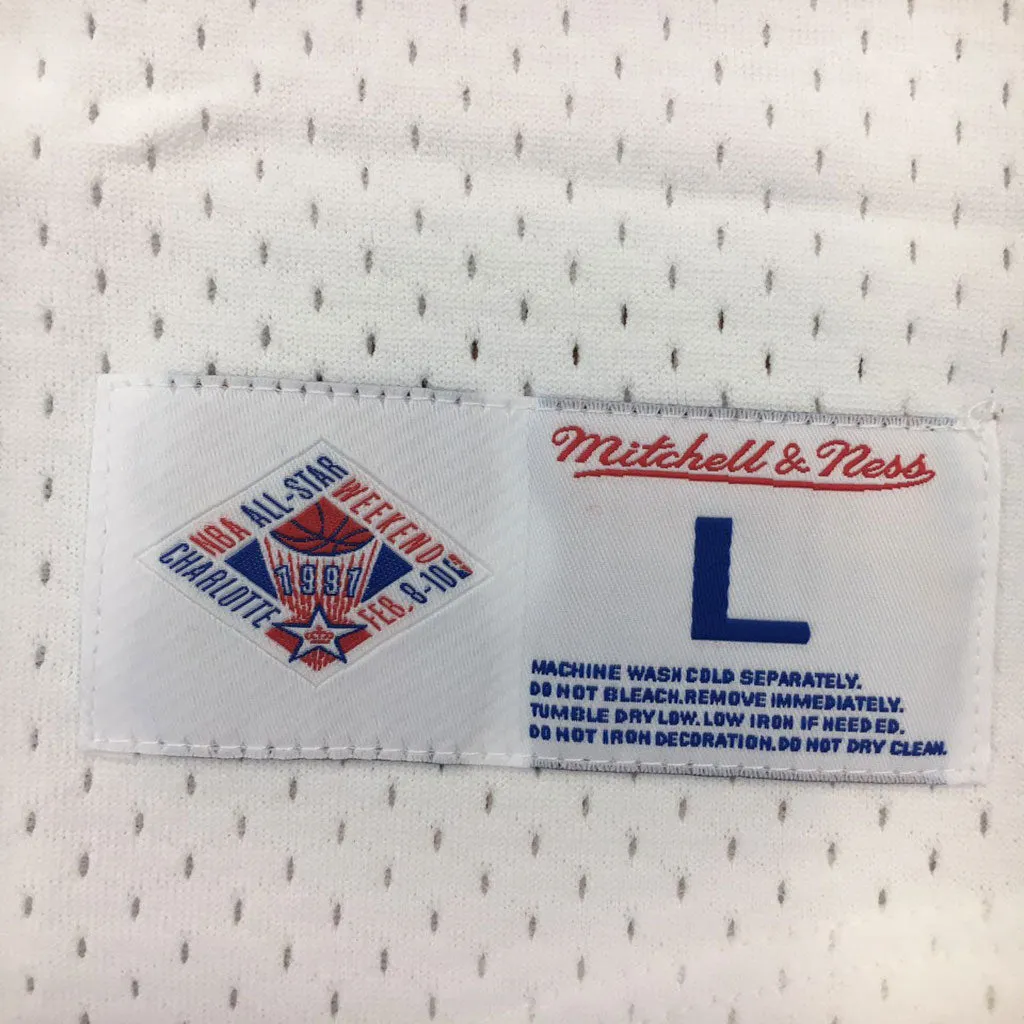 NBA ALL-STAR
WEEKEND
1991
CHARLOTTE
FEB. 8-10
Mitchell & Ness
L
MACHINE WASH COLD SEPARATELY.
DO NOT BLEACH.REMOVE IMMEDIATELY.
TUMBLE DRY LOW. LOW IRON IF NEEDED.
DO NOT IRON DECORATION. DO NOT DRY CLEAN.